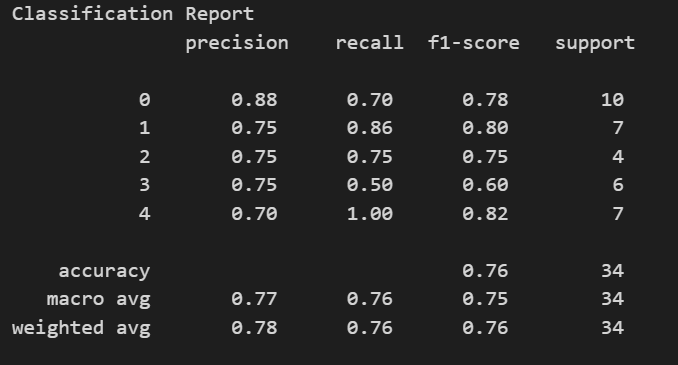 Classification Report
precision recall f1-score support
0 0.88 0.70 0.78 10
1 0.75 0.86 0.80 7
2 0.75 0.75 0.75 4
3 0.75 0.50 0.60 6
4 0.70 1.00 0.82 7
accuracy 0.76 34
macro avg 0.77 0.76 0.75 34
weighted avg 0.78 0.76 0.76 34